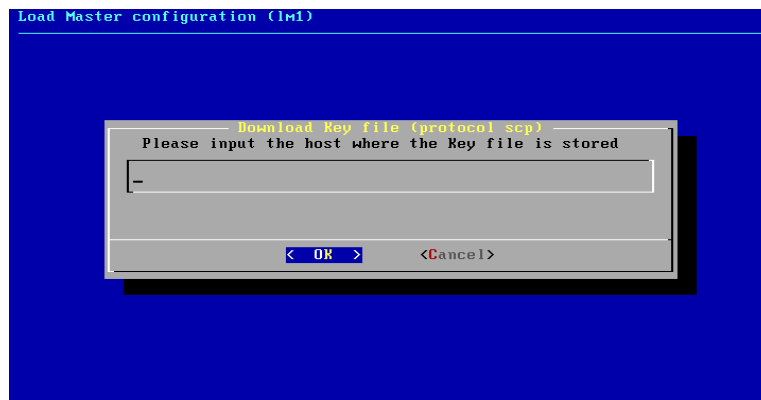 Load Master configuration (lm1)
Download Key file (protocol scp)
Please input the host where the Key file is stored
< OK > <Cancel>